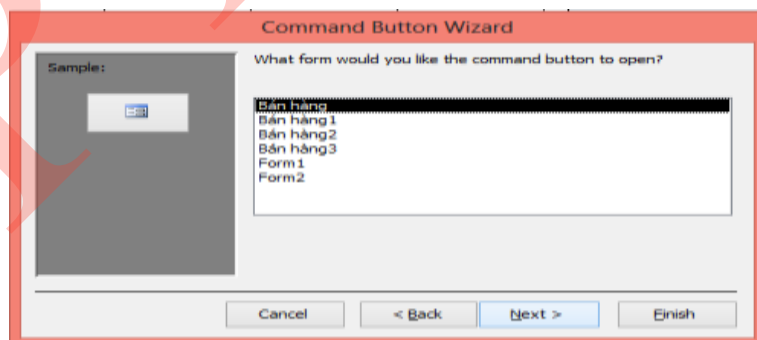 Command Button Wizard
Sample:
What form would you like the command button to open?
Bán hàng
Bán hàng1
Bán hàng2
Bán hàng3
Form1
Form2
Cancel
< Back
Next >
Finish